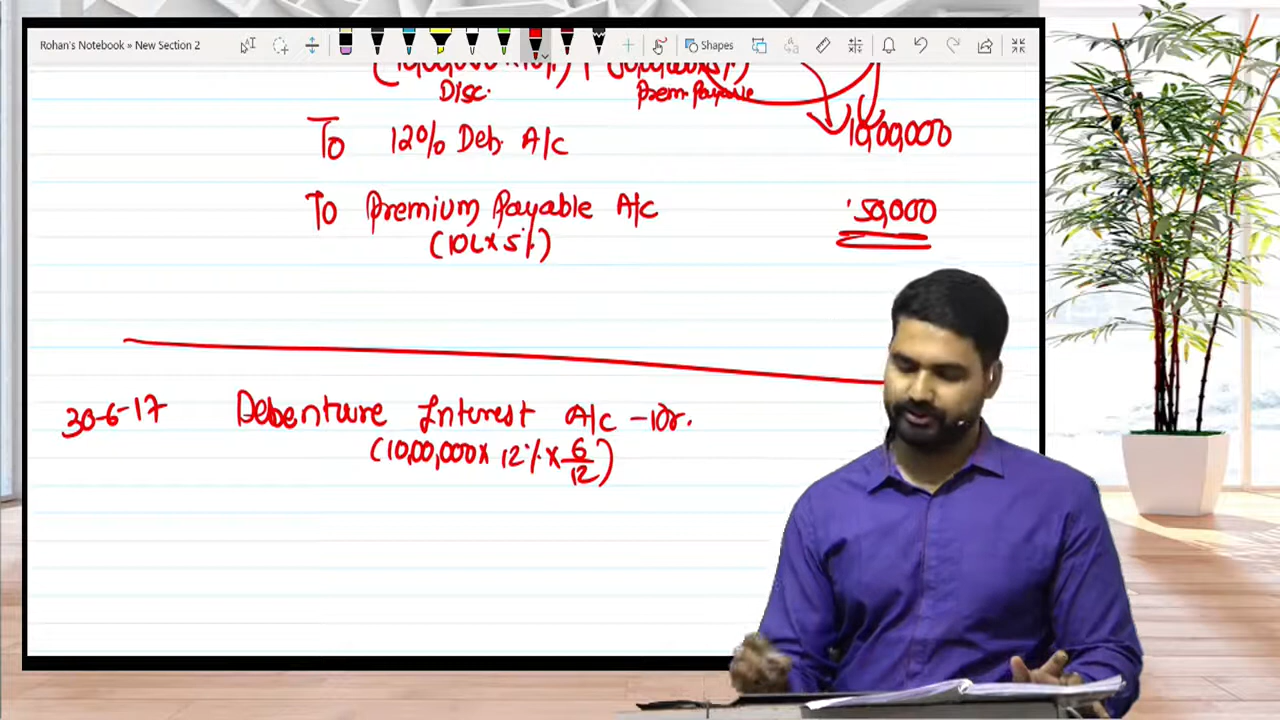 Rohan's Notebook » New Section 2
Shapes
Disc. Prem. Payable
To 12% Deb. A/c 10,00,000
To Premium Payable A/c 50,000
(10L x 5%)
30-6-17 Debenture Interest A/c - Dr.
(10,00,000 x 12% x 6/12)